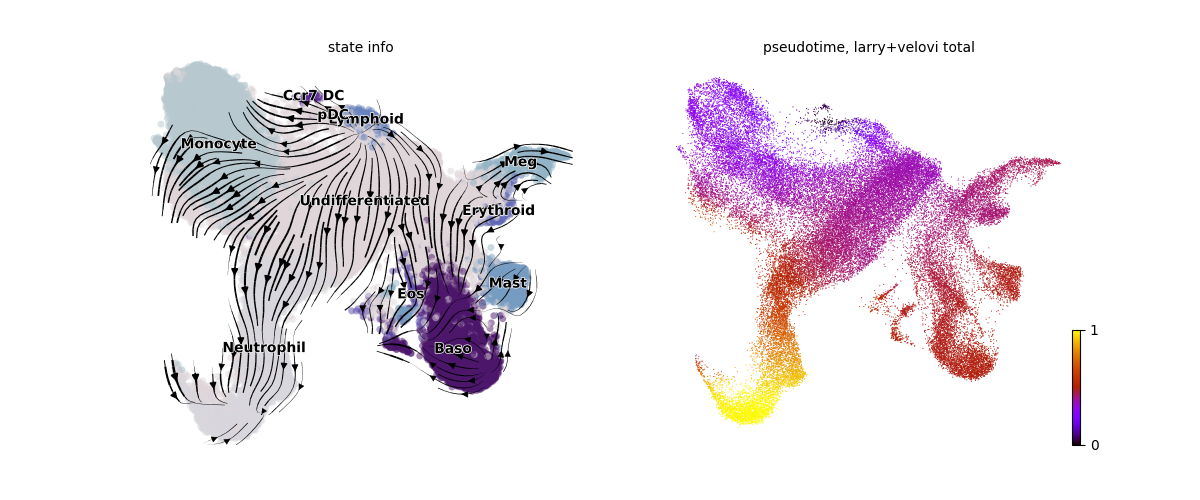 state info
pseudotime, larry+velovi total
Ccr7 DC
pDC
Lymphoid
Monocyte
Meg
Undifferentiated
Erythroid
Mast
Eos
Neutrophil
Baso
1
0